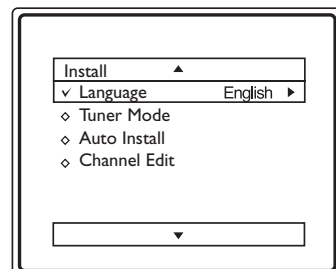 Install
Language English
Tuner Mode
Auto Install
Channel Edit